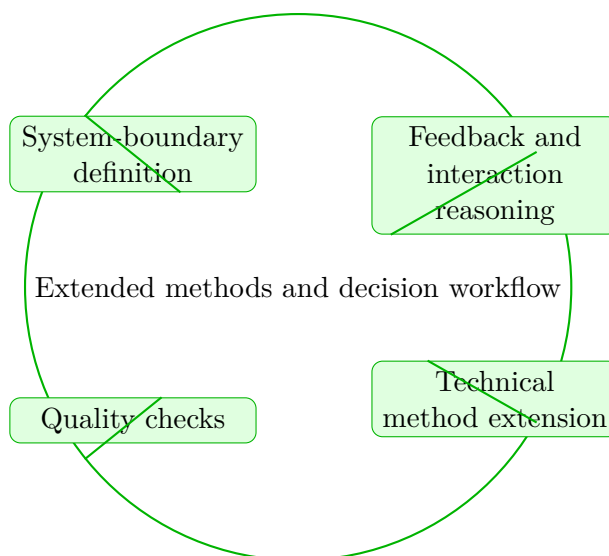 System-boundary
definition
Feedback and
interaction
reasoning
Extended methods and decision workflow
Quality checks
Technical
method extension